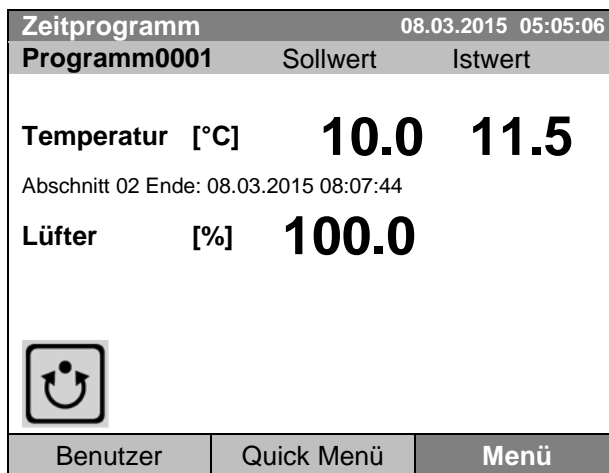 Zeitprogramm 08.03.2015 05:05:06
Programm0001 Sollwert Istwert
Temperatur [°C] 10.0 11.5
Abschnitt 02 Ende: 08.03.2015 08:07:44
Lüfter [%] 100.0
Benutzer Quick Menü Menü